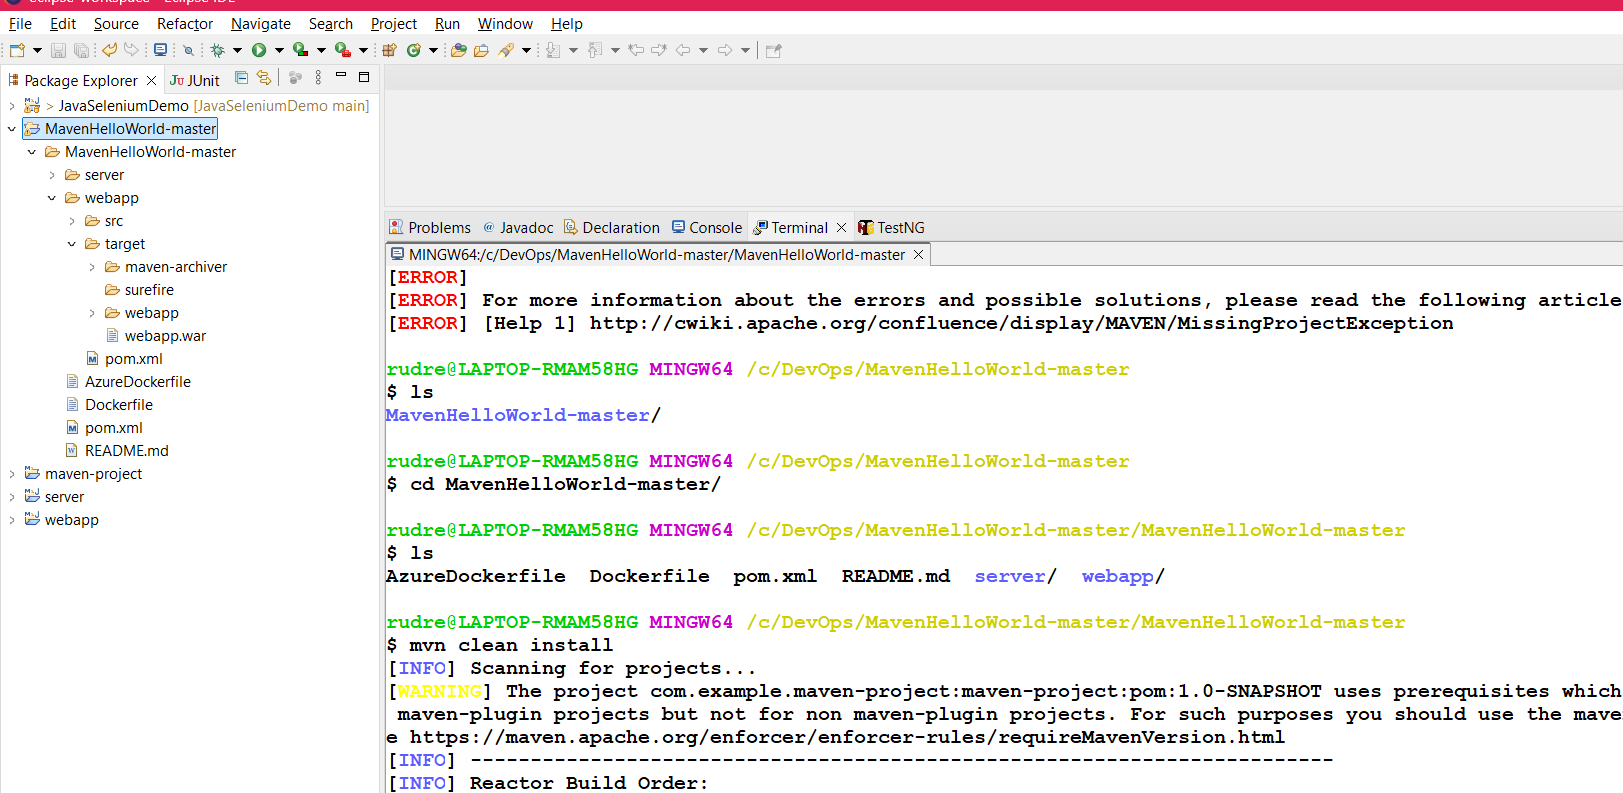 eclipse-workspace - Eclipse IDE
File Edit Source Refactor Navigate Search Project Run Window Help
Package Explorer JUnit
> JavaSeleniumDemo [JavaSeleniumDemo main]
MavenHelloWorld-master
MavenHelloWorld-master
server
webapp
src
target
maven-archiver
surefire
webapp
webapp.war
pom.xml
AzureDockerfile
Dockerfile
pom.xml
README.md
maven-project
server
webapp
Problems @ Javadoc Declaration Console Terminal TestNG
MINGW64:/c/DevOps/MavenHelloWorld-master/MavenHelloWorld-master
[ERROR]
[ERROR] For more information about the errors and possible solutions, please read the following article
[ERROR] [Help 1] http://cwiki.apache.org/confluence/display/MAVEN/MissingProjectException
rudre@LAPTOP-RMAM58HG MINGW64 /c/DevOps/MavenHelloWorld-master
$ ls
MavenHelloWorld-master/
rudre@LAPTOP-RMAM58HG MINGW64 /c/DevOps/MavenHelloWorld-master
$ cd MavenHelloWorld-master/
rudre@LAPTOP-RMAM58HG MINGW64 /c/DevOps/MavenHelloWorld-master/MavenHelloWorld-master
$ ls
AzureDockerfile Dockerfile pom.xml README.md server/ webapp/
rudre@LAPTOP-RMAM58HG MINGW64 /c/DevOps/MavenHelloWorld-master/MavenHelloWorld-master
$ mvn clean install
[INFO] Scanning for projects...
[WARNING] The project com.example.maven-project:maven-project:pom:1.0-SNAPSHOT uses prerequisites which
maven-plugin projects but not for non maven-plugin projects. For such purposes you should use the mave
e https://maven.apache.org/enforcer/enforcer-rules/requireMavenVersion.html
[INFO] ------------------------------------------------------------------------
[INFO] Reactor Build Order: